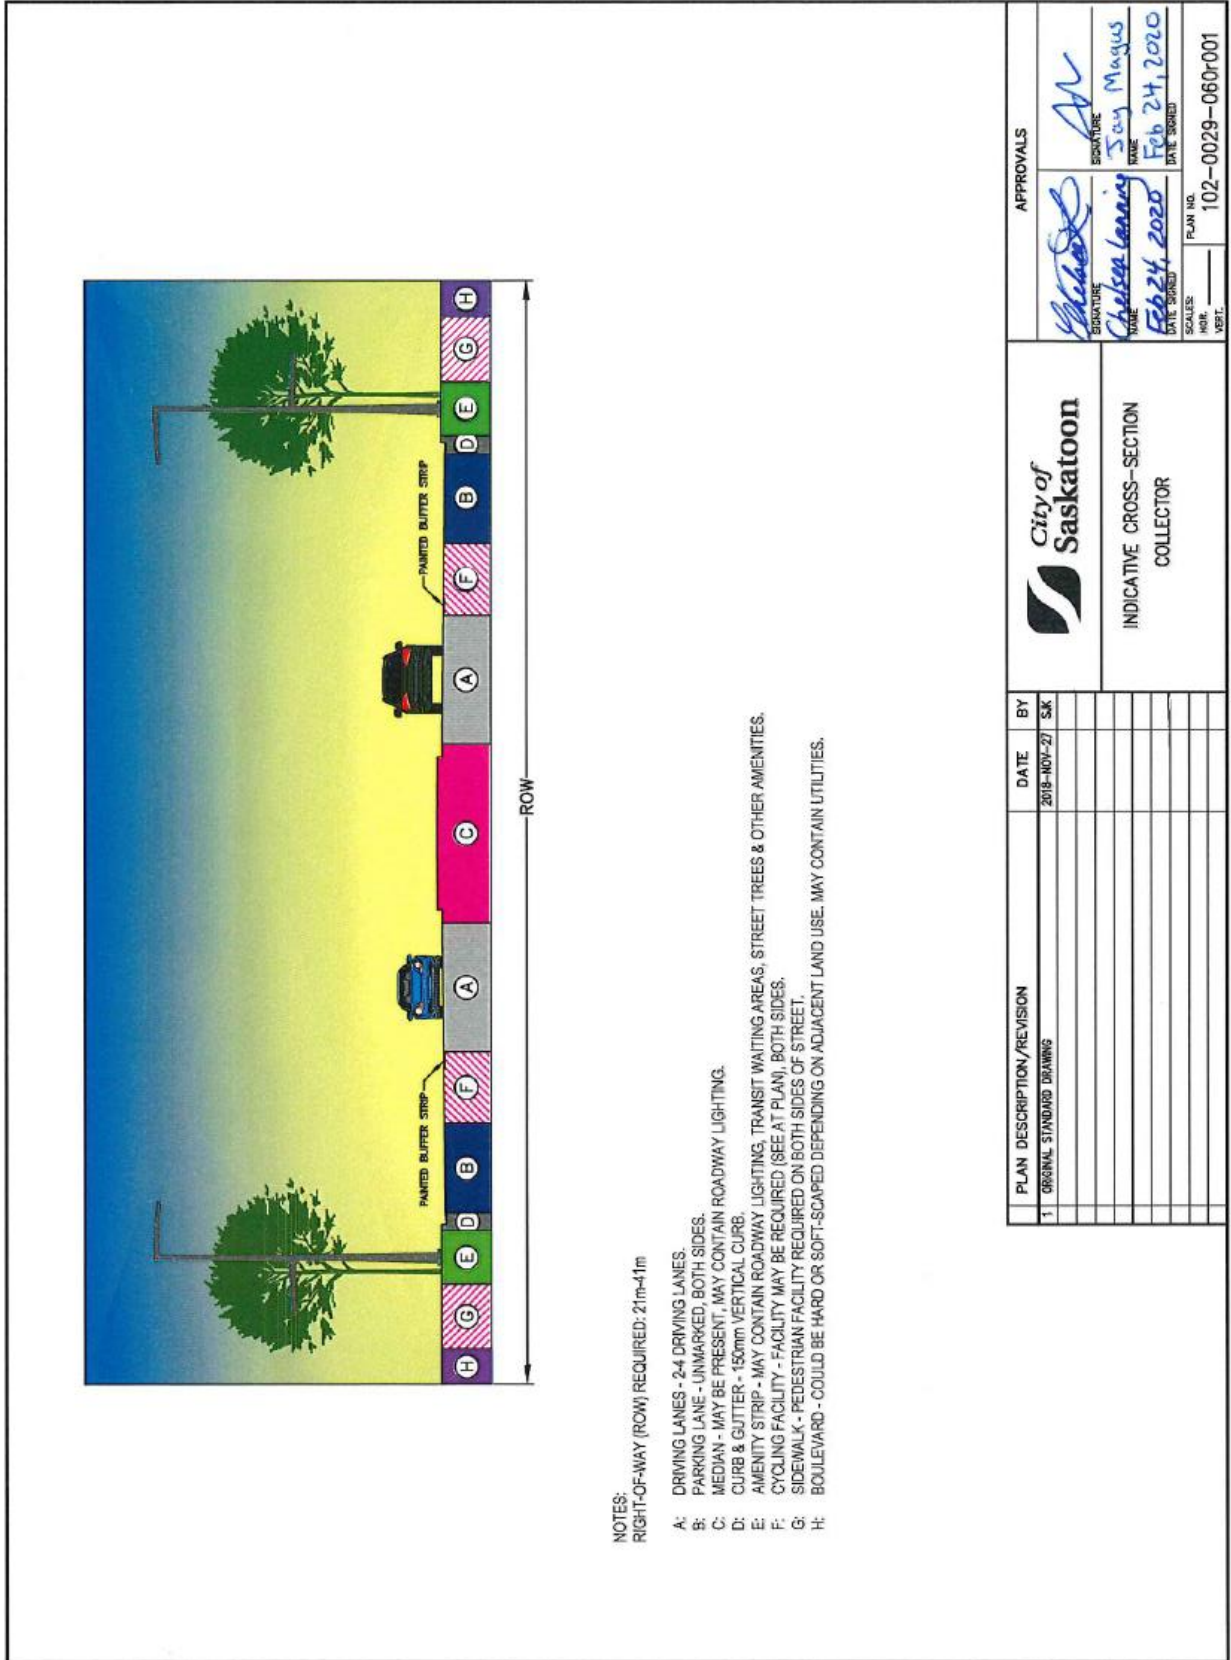 PAINTED BUFFER STRIP
PAINTED BUFFER STRIP
H G E D B F A C A F B D E G H
ROW
NOTES:
RIGHT-OF-WAY (ROW) REQUIRED: 21m-41m
A: DRIVING LANES - 2-4 DRIVING LANES.
B: PARKING LANE - UNMARKED, BOTH SIDES.
C: MEDIAN - MAY BE PRESENT, MAY CONTAIN ROADWAY LIGHTING.
D: CURB & GUTTER - 150mm VERTICAL CURB.
E: AMENITY STRIP - MAY CONTAIN ROADWAY LIGHTING, TRANSIT WAITING AREAS, STREET TREES & OTHER AMENITIES.
F: CYCLING FACILITY - FACILITY MAY BE REQUIRED (SEE AT PLAN), BOTH SIDES.
G: SIDEWALK - PEDESTRIAN FACILITY REQUIRED ON BOTH SIDES OF STREET.
H: BOULEVARD - COULD BE HARD OR SOFT-SCAPED DEPENDING ON ADJACENT LAND USE. MAY CONTAIN UTILITIES.
PLAN DESCRIPTION/REVISION DATE BY
1 ORIGINAL STANDARD DRAWING 2018-NOV-27 SJK
City of
Saskatoon
INDICATIVE CROSS-SECTION
COLLECTOR
APPROVALS
SIGNATURE SIGNATURE
Chelsea Lanning Jay Magus
NAME NAME
Feb 24, 2020 Feb 24, 2020
DATE SIGNED DATE SIGNED
SCALES:
HOR.
VERT.
PLAN NO.
102-0029-060r001